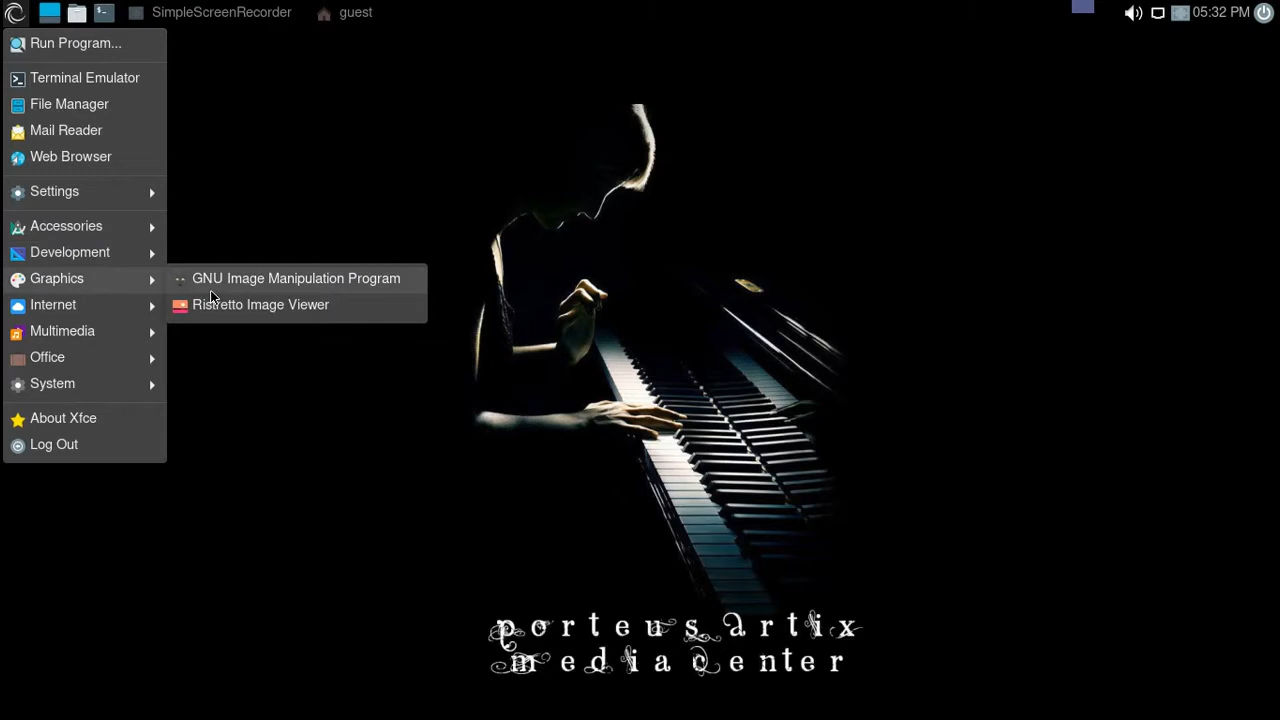 SimpleScreenRecorder
guest
05:32 PM
Run Program...
Terminal Emulator
File Manager
Mail Reader
Web Browser
Settings
Accessories
Development
Graphics
GNU Image Manipulation Program
Internet
Ristretto Image Viewer
Multimedia
Office
System
About Xfce
Log Out
porteus artix
media center